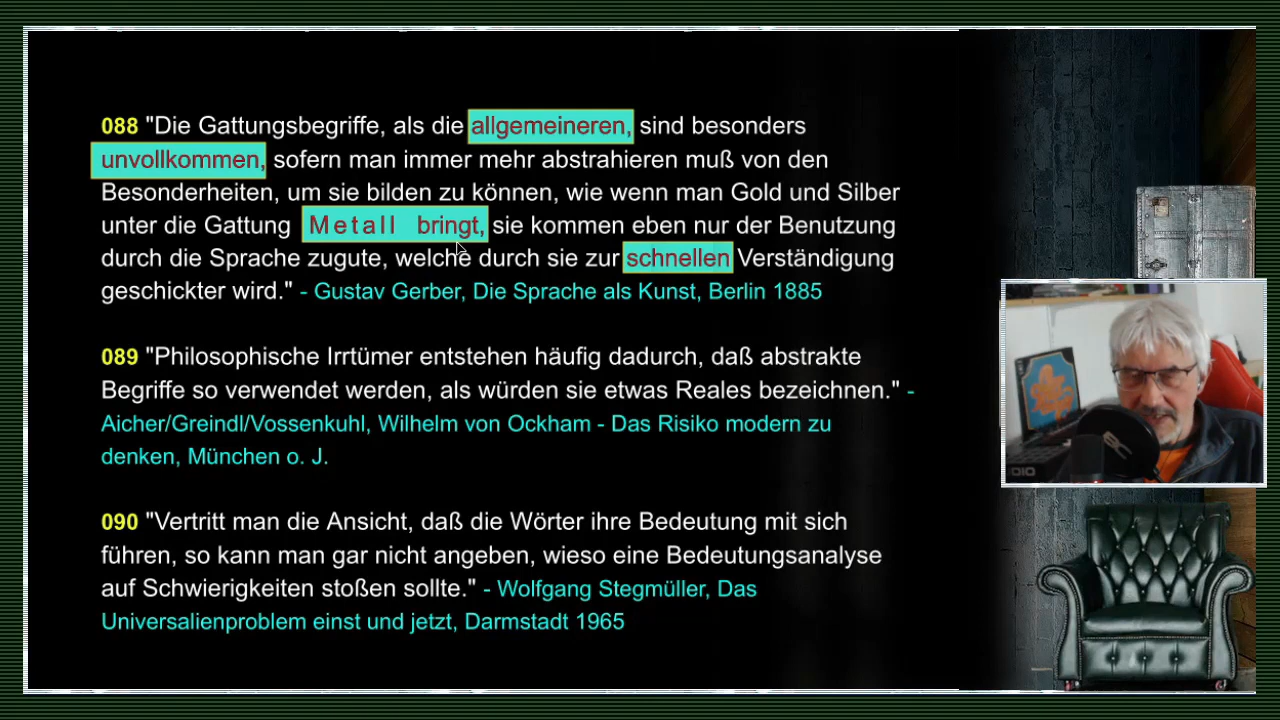 088 "Die Gattungsbegriffe, als die allgemeineren, sind besonders
unvollkommen, sofern man immer mehr abstrahieren muß von den
Besonderheiten, um sie bilden zu können, wie wenn man Gold und Silber
unter die Gattung Metall bringt, sie kommen eben nur der Benutzung
durch die Sprache zugute, welche durch sie zur schnellen Verständigung
geschickter wird." - Gustav Gerber, Die Sprache als Kunst, Berlin 1885
089 "Philosophische Irrtümer entstehen häufig dadurch, daß abstrakte
Begriffe so verwendet werden, als würden sie etwas Reales bezeichnen." -
Aicher/Greindl/Vossenkuhl, Wilhelm von Ockham - Das Risiko modern zu
denken, München o. J.
090 "Vertritt man die Ansicht, daß die Wörter ihre Bedeutung mit sich
führen, so kann man gar nicht angeben, wieso eine Bedeutungsanalyse
auf Schwierigkeiten stoßen sollte." - Wolfgang Stegmüller, Das
Universalienproblem einst und jetzt, Darmstadt 1965